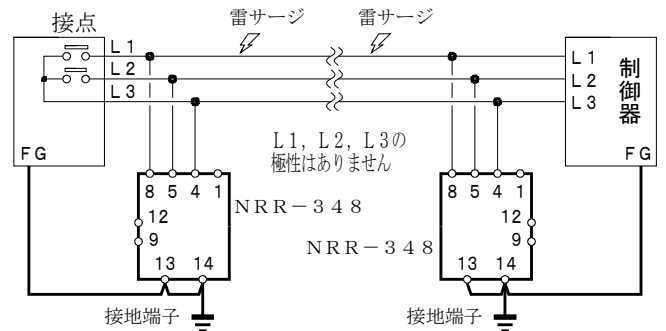 雷サージ 雷サージ
接点
L1 L1
L2 L2
L3 L3
制御器
L1, L2, L3の
極性はありません
FG FG
8 5 4 1 8 5 4 1
NRR-348
12 12
9 9
NRR-348
13 14 13 14
接地端子 接地端子